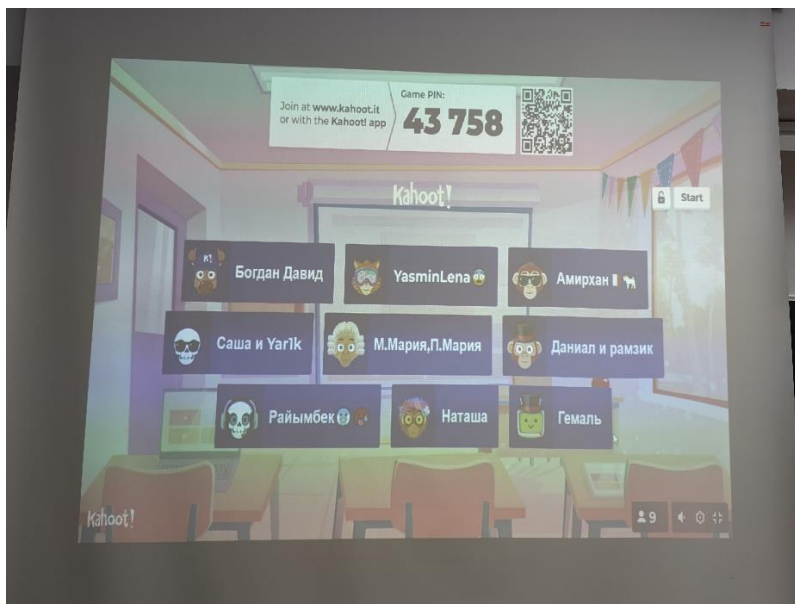 Join at www.kahoot.it
or with the Kahoot! app
Game PIN:
43 758
Kahoot!
Start
K!
Богдан Давид
YasminLena
Амирхан
Саша и Yar1k
М.Мария,П.Мария
Даниал и рамзик
Райымбек
Наташа
Гемаль
Kahoot!
9